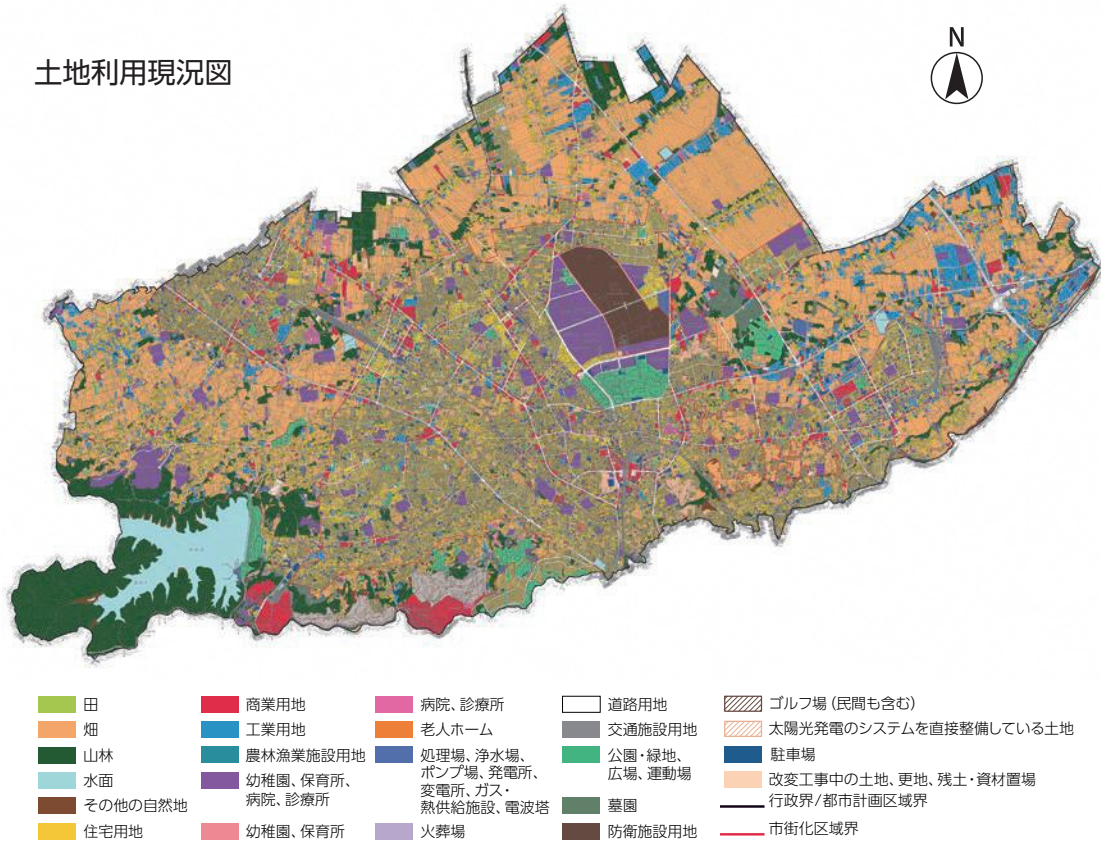 土地利用現況図
N
田
畑
山林
水面
その他の自然地
住宅用地
商業用地
工業用地
農林漁業施設用地
幼稚園、保育所、
病院、診療所
幼稚園、保育所
病院、診療所
老人ホーム
処理場、浄水場、
ポンプ場、発電所、
変電所、ガス・
熱供給施設、電波塔
火葬場
道路用地
交通施設用地
公園・緑地、
広場、運動場
墓園
防衛施設用地
ゴルフ場 (民間も含む)
太陽光発電のシステムを直接整備している土地
駐車場
改変工事中の土地、更地、残土・資材置場
行政界/都市計画区域界
市街化区域界